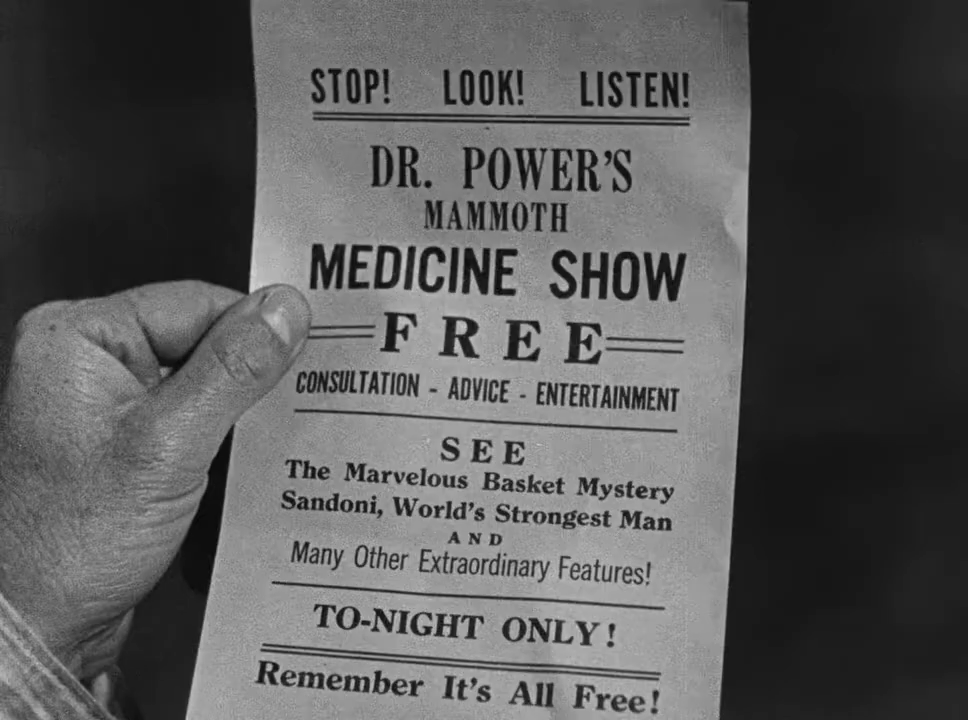 STOP! LOOK! LISTEN!
DR. POWER'S
MAMMOTH
MEDICINE SHOW
FREE
CONSULTATION - ADVICE - ENTERTAINMENT
SEE
The Marvelous Basket Mystery
Sandoni, World's Strongest Man
AND
Many Other Extraordinary Features!
TO-NIGHT ONLY!
Remember It's All Free!